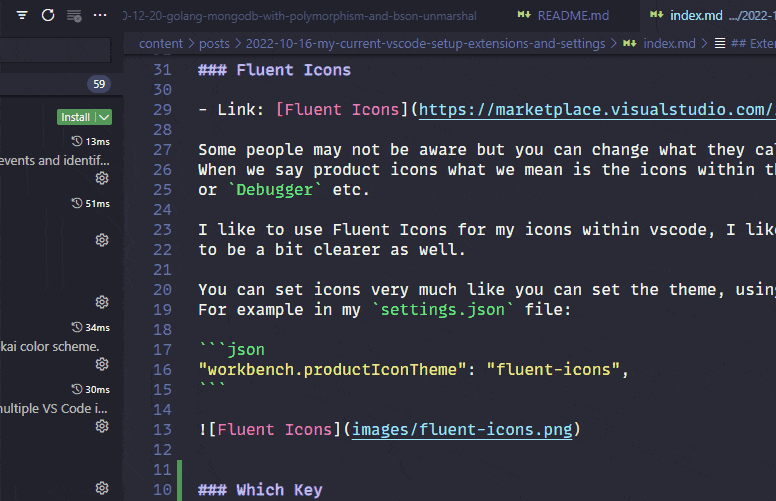 0-12-20-golang-mongodb-with-polymorphism-and-bson-unmarshal
README.md
index.md .../2022-1
content > posts > 2022-10-16-my-current-vscode-setup-extensions-and-settings > index.md > ## Exter
59
Install
13ms
events and identif...
51ms
34ms
kai color scheme.
30ms
multiple VS Code i...
31 ### Fluent Icons
30
29 - Link: [Fluent Icons](https://marketplace.visualstudio.com/
28
27 Some people may not be aware but you can change what they cal
26 When we say product icons what we mean is the icons within th
25 or `Debugger` etc.
24
23 I like to use Fluent Icons for my icons within vscode, I lik
22 to be a bit clearer as well.
21
20 You can set icons very much like you can set the theme, using
19 For example in my `settings.json` file:
18
17 ```json
16 "workbench.productIconTheme": "fluent-icons",
15 ```
14
13 ![Fluent Icons](images/fluent-icons.png)
12
11
10 ### Which Key